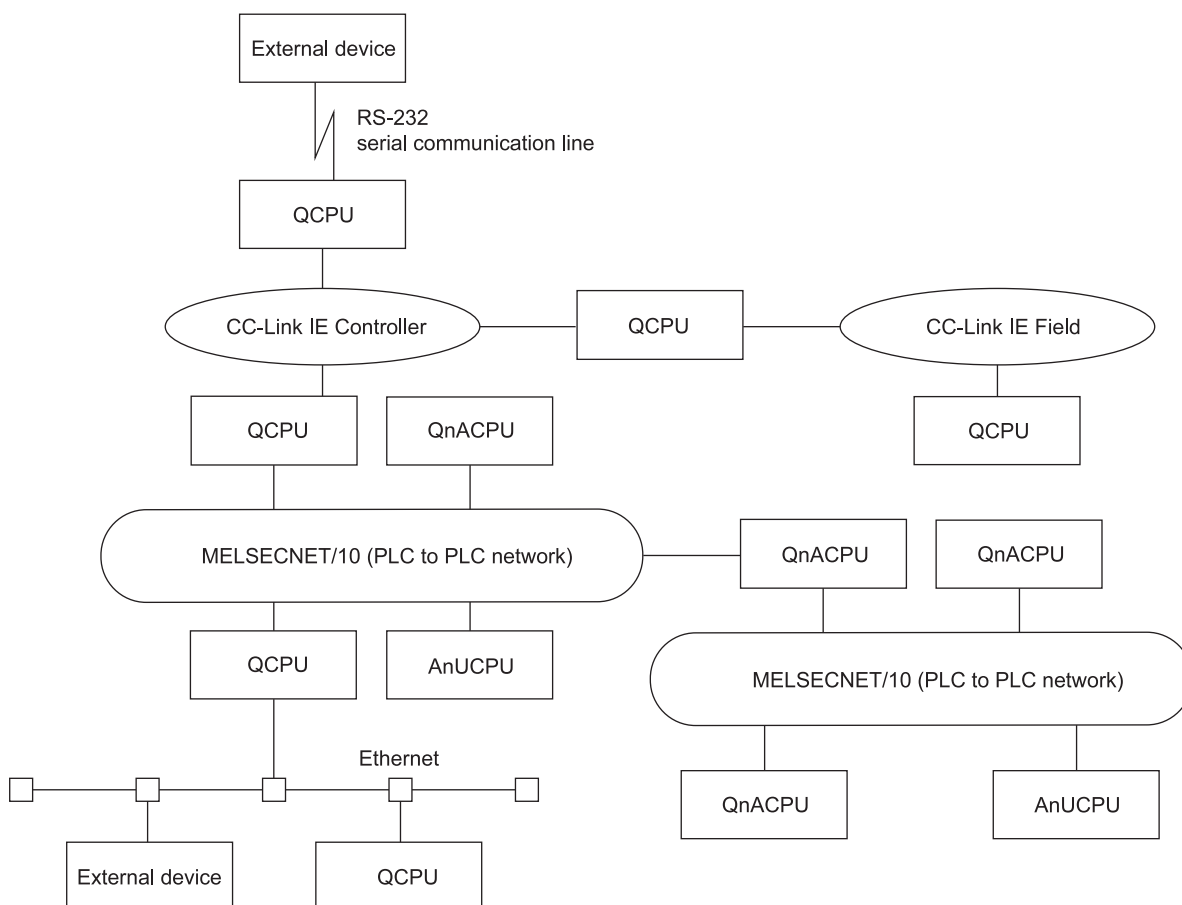 External device
RS-232
serial communication line
QCPU
CC-Link IE Controller
QCPU
CC-Link IE Field
QCPU
QnACPU
QCPU
MELSECNET/10 (PLC to PLC network)
QnACPU
QnACPU
QCPU
AnUCPU
MELSECNET/10 (PLC to PLC network)
Ethernet
QnACPU
AnUCPU
External device
QCPU